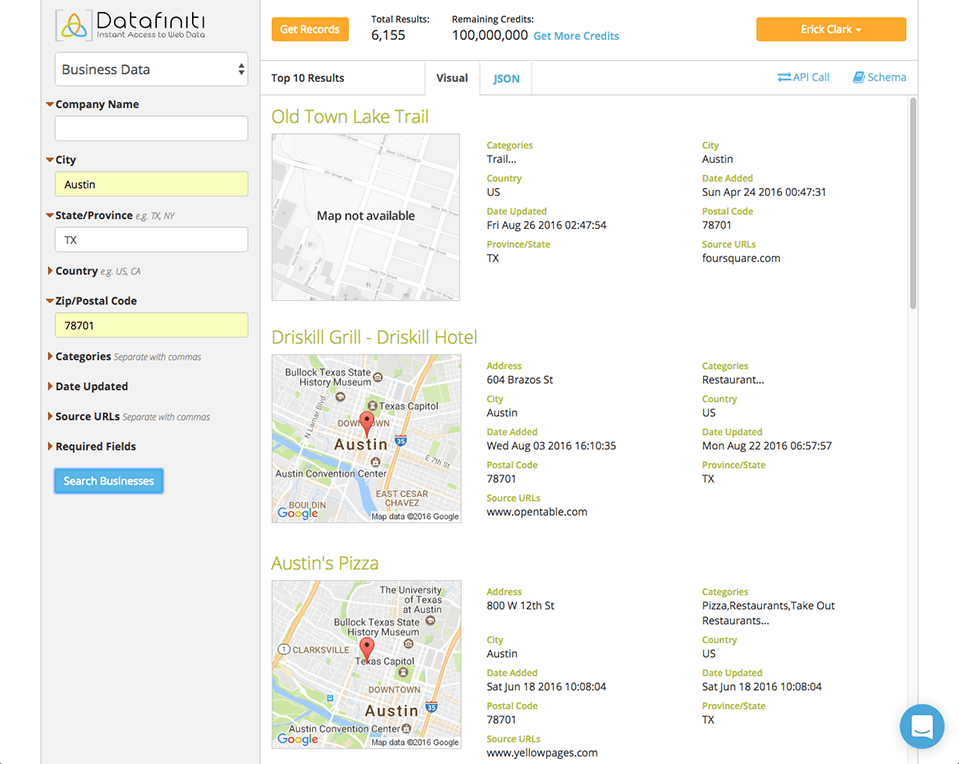 Datafiniti
Instant Access to Web Data
Business Data
Company Name
City
Austin
State/Province e.g. TX, NY
TX
Country e.g. US, CA
Zip/Postal Code
78701
Categories Separate with commas
Date Updated
Source URLs Separate with commas
Required Fields
Search Businesses
Get Records
Total Results:
6,155
Remaining Credits:
100,000,000 Get More Credits
Erick Clark
Top 10 Results
Visual
JSON
API Call
Schema
Old Town Lake Trail
Map not available
Categories
Trail...
Country
US
Date Updated
Fri Aug 26 2016 02:47:54
Province/State
TX
City
Austin
Date Added
Sun Apr 24 2016 00:47:31
Postal Code
78701
Source URLs
foursquare.com
Driskill Grill - Driskill Hotel
Bullock Texas State
History Museum
N Lamar Blvd
Texas Capitol
DOWNTOWN
Austin
35
E 7th St
Austin Convention Center
EAST CESAR
CHAVEZ
BOULDIN
Google
Map data ©2016 Google
Address
604 Brazos St
City
Austin
Date Added
Wed Aug 03 2016 16:10:35
Postal Code
78701
Source URLs
www.opentable.com
Categories
Restaurant...
Country
US
Date Updated
Mon Aug 22 2016 06:57:57
Province/State
TX
Austin's Pizza
The University
of Texas
at Austin
Bullock Texas State
History Museum
1
CLARKSVILLE
Texas Capitol
DOWNTOWN
Austin
35
Austin Convention Center
Google
Map data ©2016 Google
Address
800 W 12th St
City
Austin
Date Added
Sat Jun 18 2016 10:08:04
Postal Code
78701
Source URLs
www.yellowpages.com
Categories
Pizza,Restaurants,Take Out
Restaurants...
Country
US
Date Updated
Sat Jun 18 2016 10:08:04
Province/State
TX